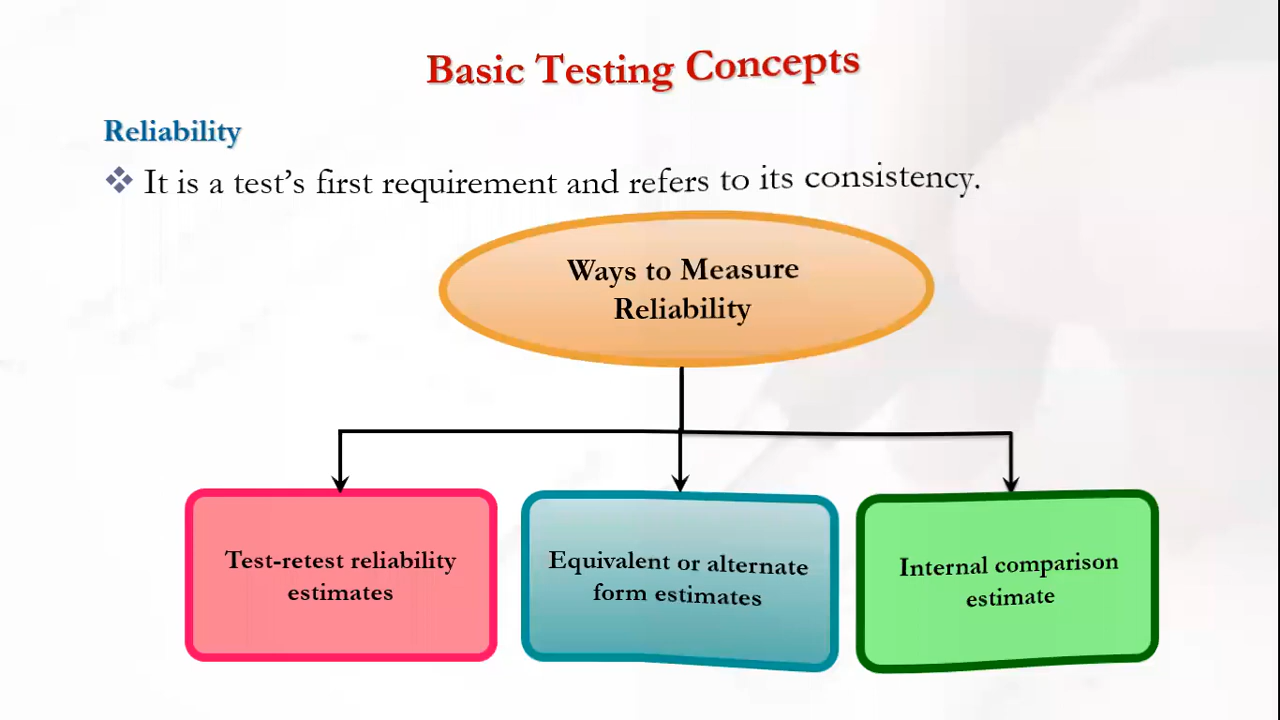 Basic Testing Concepts
Reliability
It is a test’s first requirement and refers to its consistency.
Ways to Measure
Reliability
Test-retest reliability
estimates
Equivalent or alternate
form estimates
Internal comparison
estimate